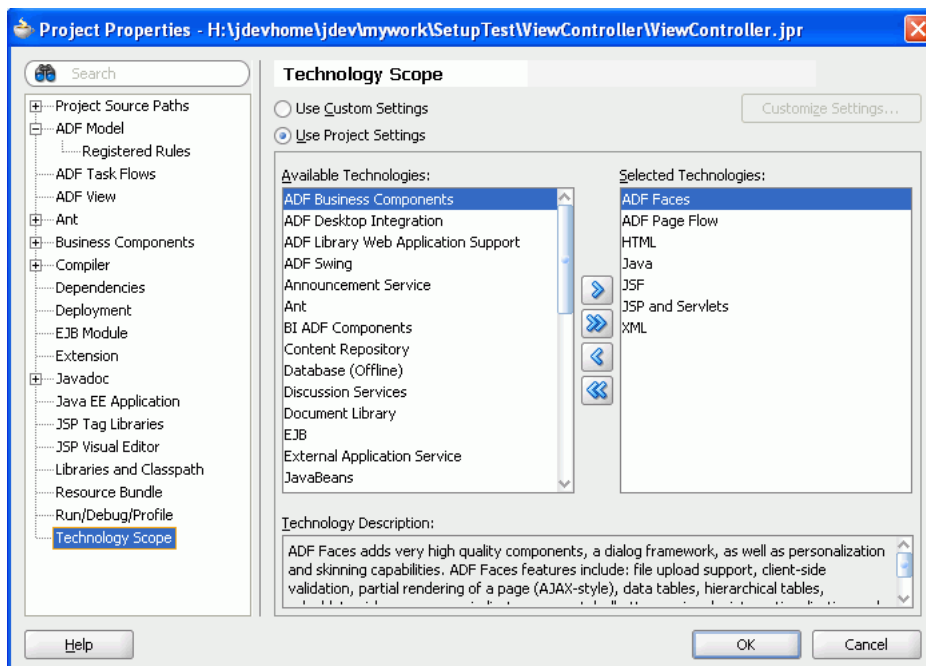 Project Properties - H:\jdevhome\jdev\mywork\SetupTest\ViewController\ViewController.jpr
Search
Project Source Paths
ADF Model
Registered Rules
ADF Task Flows
ADF View
Ant
Business Components
Compiler
Dependencies
Deployment
EJB Module
Extension
Javadoc
Java EE Application
JSP Tag Libraries
JSP Visual Editor
Libraries and Classpath
Resource Bundle
Run/Debug/Profile
Technology Scope
Technology Scope
Use Custom Settings
Customize Settings...
Use Project Settings
Available Technologies:
ADF Business Components
ADF Desktop Integration
ADF Library Web Application Support
ADF Swing
Announcement Service
Ant
BI ADF Components
Content Repository
Database (Offline)
Discussion Services
Document Library
EJB
External Application Service
JavaBeans
Selected Technologies:
ADF Faces
ADF Page Flow
HTML
Java
JSF
JSP and Servlets
XML
Technology Description:
ADF Faces adds very high quality components, a dialog framework, as well as personalization
and skinning capabilities. ADF Faces features include: file upload support, client-side
validation, partial rendering of a page (AJAX-style), data tables, hierarchical tables,
Help
OK
Cancel